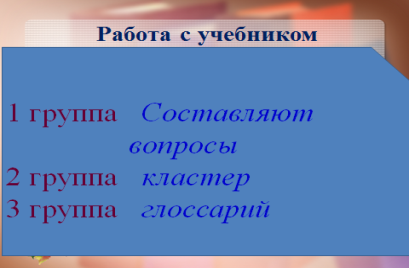 Работа с учебником
1 группа Составляют
вопросы
2 группа кластер
3 группа глоссарий